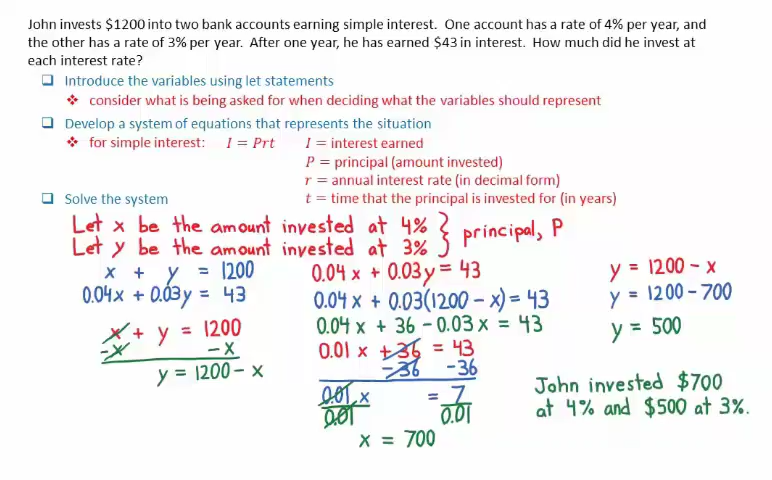 John invests $1200 into two bank accounts earning simple interest. One account has a rate of 4% per year, and
the other has a rate of 3% per year. After one year, he has earned $43 in interest. How much did he invest at
each interest rate?
Introduce the variables using let statements
consider what is being asked for when deciding what the variables should represent
Develop a system of equations that represents the situation
for simple interest: I = Prt I = interest earned
P = principal (amount invested)
r = annual interest rate (in decimal form)
Solve the system t = time that the principal is invested for (in years)
Let x be the amount invested at 4%
Let y be the amount invested at 3%
} principal, P
x + y = 1200
0.04x + 0.03y = 43
x + y = 1200
-x -x
y = 1200 - x
0.04x + 0.03y = 43
0.04x + 0.03(1200 - x) = 43
0.04x + 36 - 0.03x = 43
0.01x + 36 = 43
-36 -36
0.01x = 7
0.01 0.01
x = 700
y = 1200 - x
y = 1200 - 700
y = 500
John invested $700
at 4% and $500 at 3%.